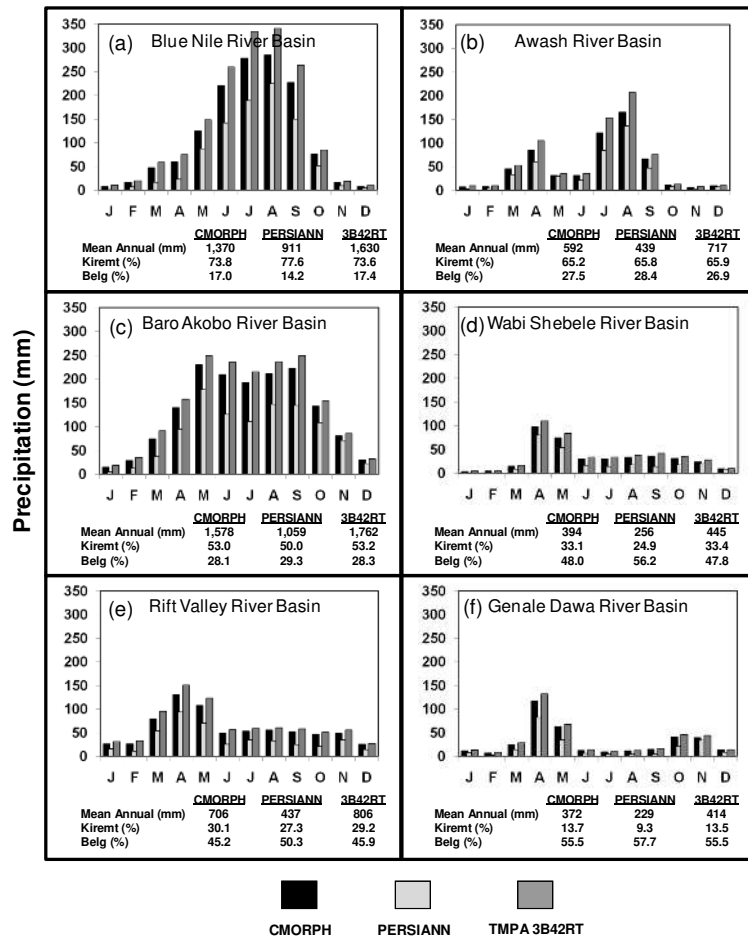 Precipitation (mm)
(a) Blue Nile River Basin
350
300
250
200
150
100
50
0
J F M A M J J A S O N D
CMORPH PERSIANN 3B42RT
Mean Annual (mm) 1,370 911 1,630
Kiremt (%) 73.8 77.6 73.6
Belg (%) 17.0 14.2 17.4
(b) Awash River Basin
350
300
250
200
150
100
50
0
J F M A M J J A S O N D
CMORPH PERSIANN 3B42RT
Mean Annual (mm) 592 439 717
Kiremt (%) 65.2 65.8 65.9
Belg (%) 27.5 28.4 26.9
(c) Baro Akobo River Basin
350
300
250
200
150
100
50
0
J F M A M J J A S O N D
CMORPH PERSIANN 3B42RT
Mean Annual (mm) 1,578 1,059 1,762
Kiremt (%) 53.0 50.0 53.2
Belg (%) 28.1 29.3 28.3
(d) Wabi Shebele River Basin
350
300
250
200
150
100
50
0
J F M A M J J A S O N D
CMORPH PERSIANN 3B42RT
Mean Annual (mm) 394 256 445
Kiremt (%) 33.1 24.9 33.4
Belg (%) 48.0 56.2 47.8
(e) Rift Valley River Basin
350
300
250
200
150
100
50
0
J F M A M J J A S O N D
CMORPH PERSIANN 3B42RT
Mean Annual (mm) 706 437 806
Kiremt (%) 30.1 27.3 29.2
Belg (%) 45.2 50.3 45.9
(f) Genale Dawa River Basin
350
300
250
200
150
100
50
0
J F M A M J J A S O N D
CMORPH PERSIANN 3B42RT
Mean Annual (mm) 372 229 414
Kiremt (%) 13.7 9.3 13.5
Belg (%) 55.5 57.7 55.5
CMORPH PERSIANN TMPA 3B42RT